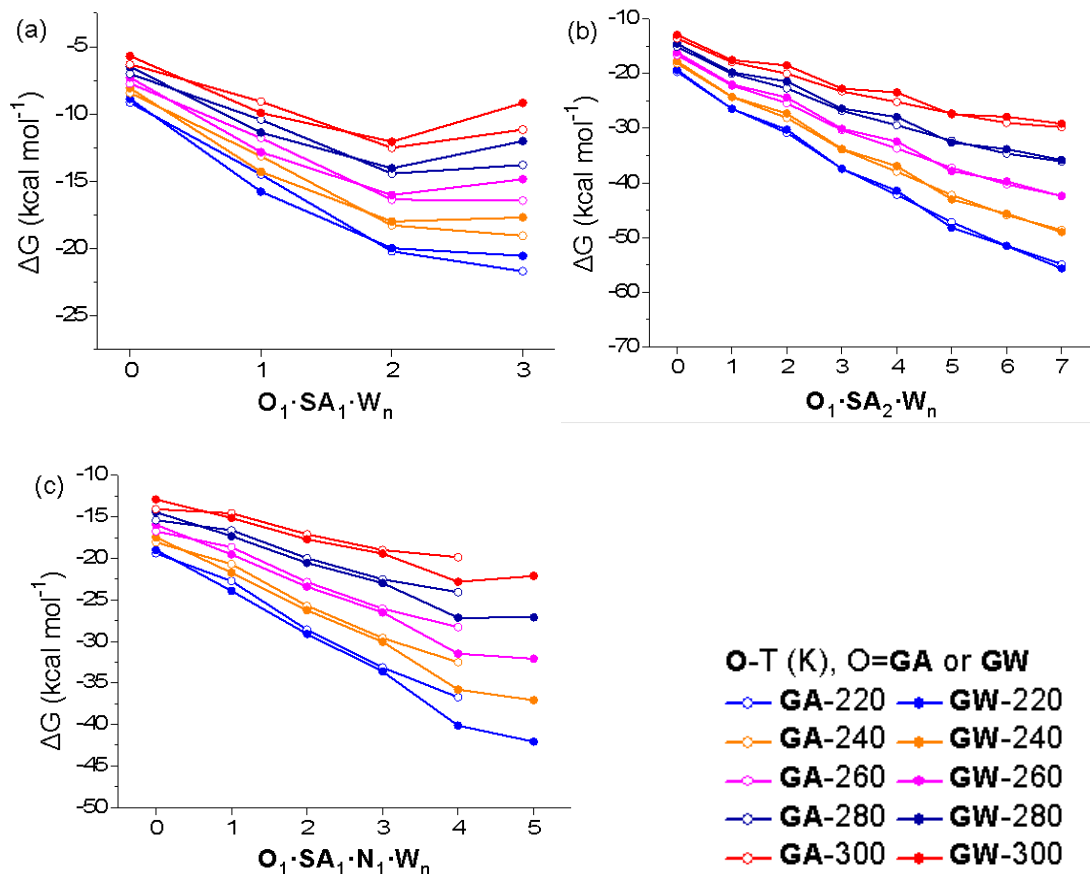 (a)
ΔG (kcal mol⁻¹)
-5
-10
-15
-20
-25
0 1 2 3
O₁·SA₁·Wₙ
(b)
ΔG (kcal mol⁻¹)
-10
-20
-30
-40
-50
-60
-70
0 1 2 3 4 5 6 7
O₁·SA₂·Wₙ
(c)
ΔG (kcal mol⁻¹)
-10
-15
-20
-25
-30
-35
-40
-45
-50
0 1 2 3 4 5
O₁·SA₁·N₁·Wₙ
O-T (K), O=GA or GW
GA-220 GW-220
GA-240 GW-240
GA-260 GW-260
GA-280 GW-280
GA-300 GW-300